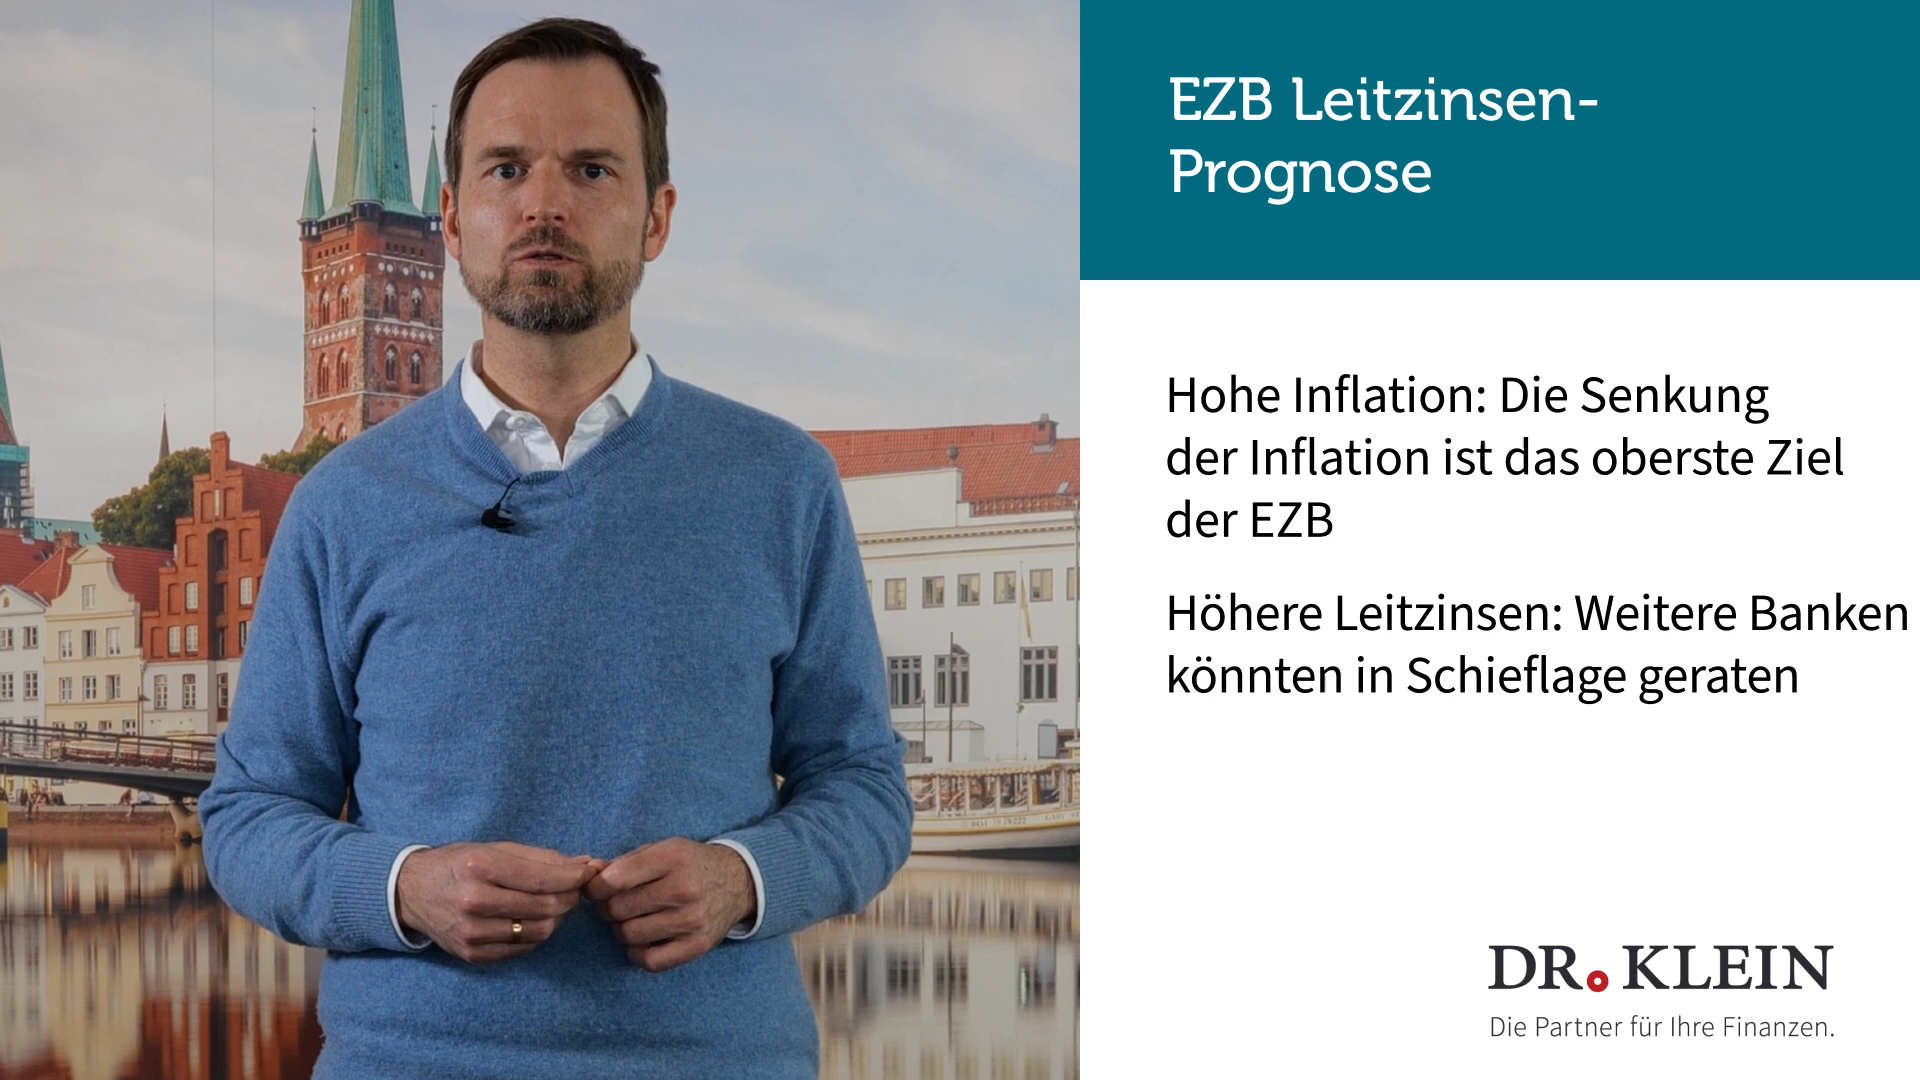 EZB Leitzinsen-
Prognose
Hohe Inflation: Die Senkung
der Inflation ist das oberste Ziel
der EZB
Höhere Leitzinsen: Weitere Banken
könnten in Schieflage geraten
DR. KLEIN
Die Partner für Ihre Finanzen.